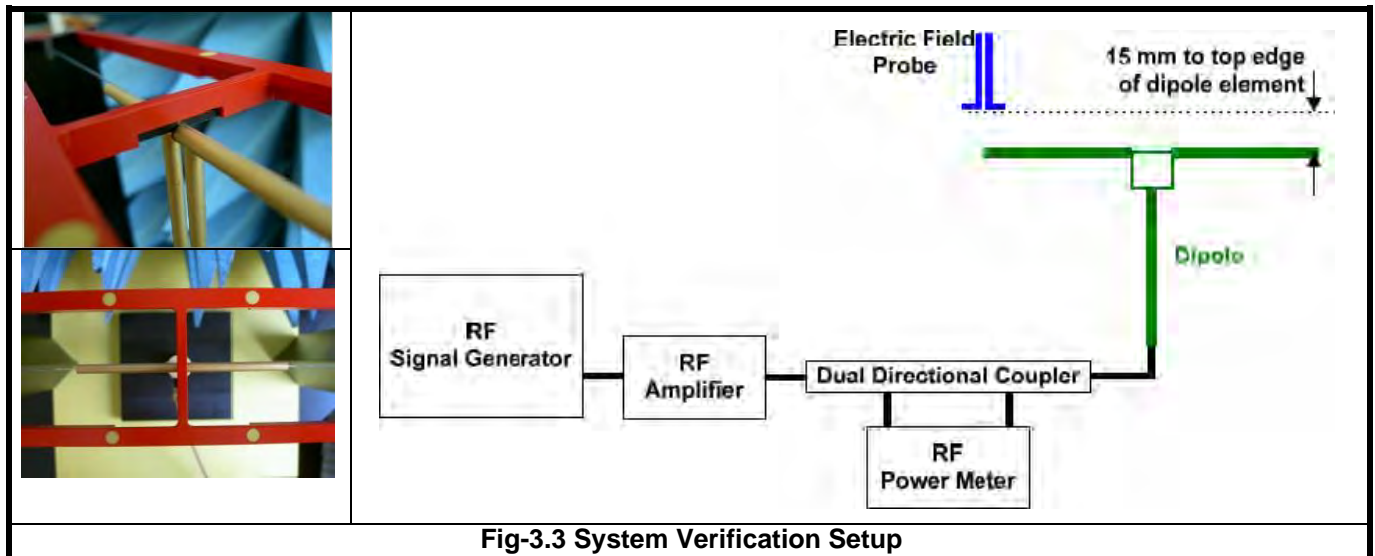 Electric Field
Probe
15 mm to top edge
of dipole element
Dipole
RF
Signal Generator
RF
Amplifier
Dual Directional Coupler
RF
Power Meter
Fig-3.3 System Verification Setup